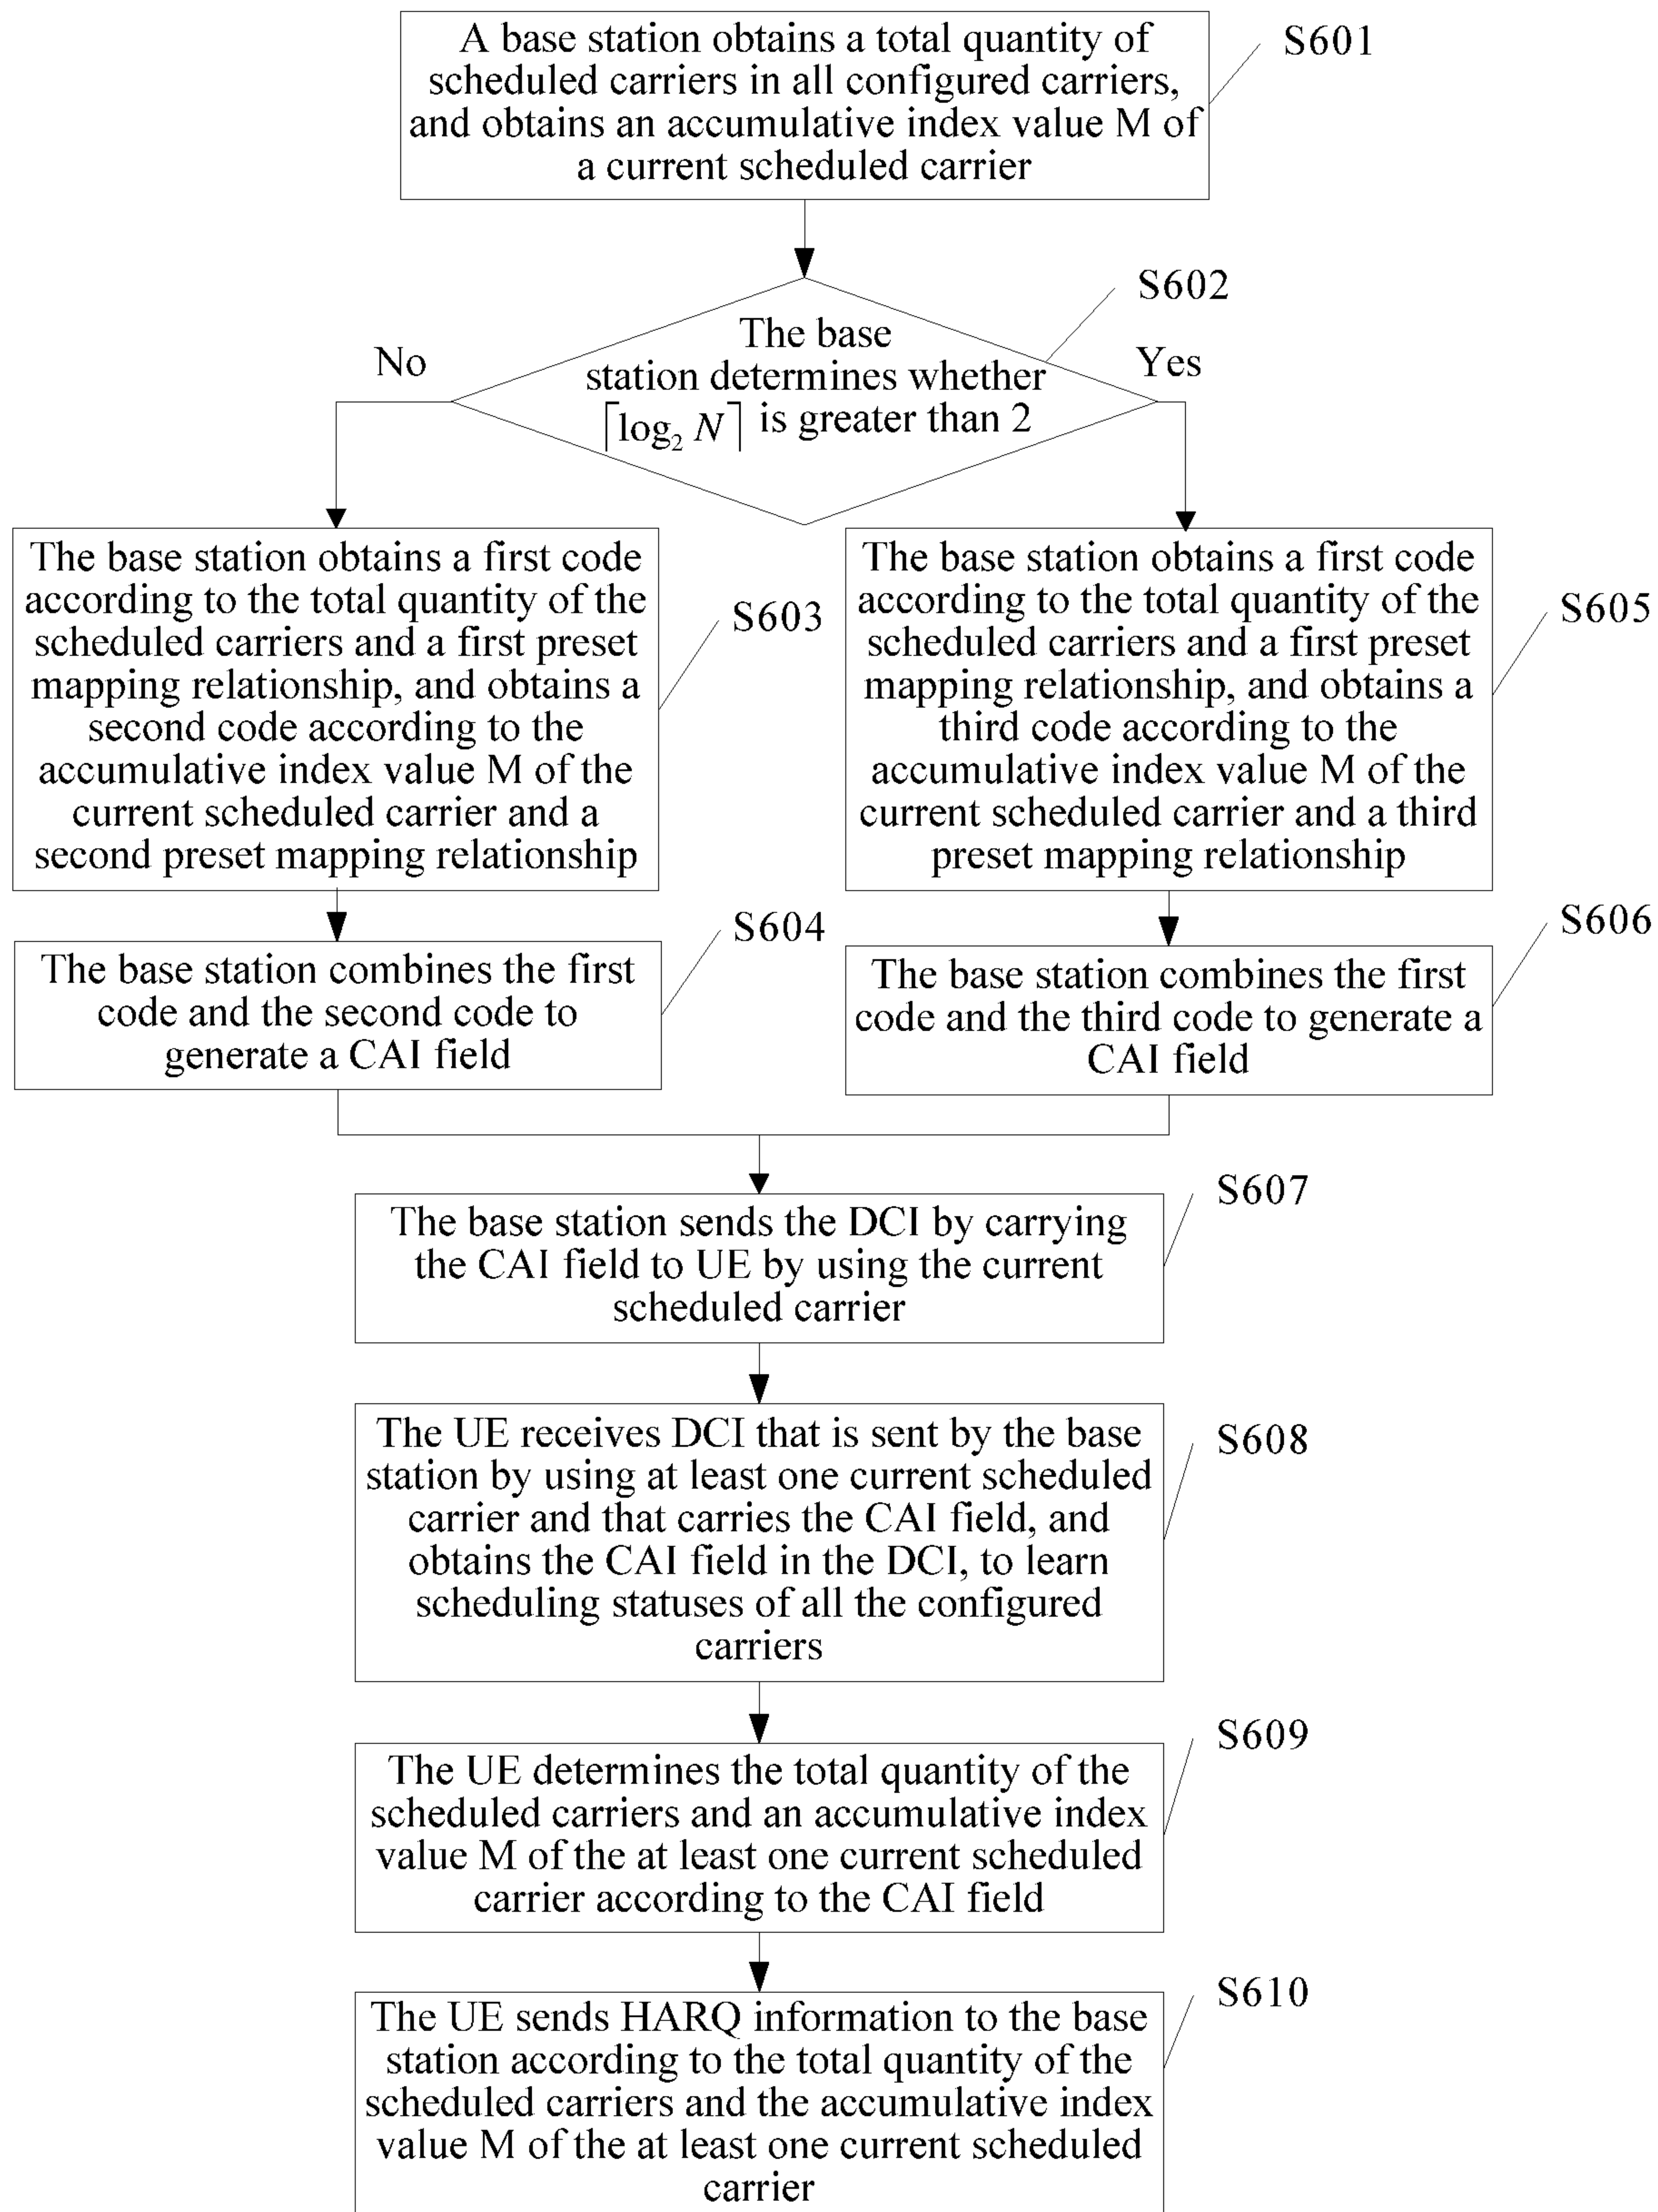 A base station obtains a total quantity of
scheduled carriers in all configured carriers,
and obtains an accumulative index value M of
a current scheduled carrier
S601
The base
station determines whether
⌈log₂ N⌉ is greater than 2
S602
No
Yes
The base station obtains a first code
according to the total quantity of the
scheduled carriers and a first preset
mapping relationship, and obtains a
second code according to the
accumulative index value M of the
current scheduled carrier and a
second preset mapping relationship
S603
The base station obtains a first code
according to the total quantity of the
scheduled carriers and a first preset
mapping relationship, and obtains a
third code according to the
accumulative index value M of the
current scheduled carrier and a third
preset mapping relationship
S605
The base station combines the first
code and the second code to
generate a CAI field
S604
The base station combines the first
code and the third code to generate a
CAI field
S606
The base station sends the DCI by carrying
the CAI field to UE by using the current
scheduled carrier
S607
The UE receives DCI that is sent by the base
station by using at least one current scheduled
carrier and that carries the CAI field, and
obtains the CAI field in the DCI, to learn
scheduling statuses of all the configured
carriers
S608
The UE determines the total quantity of the
scheduled carriers and an accumulative index
value M of the at least one current scheduled
carrier according to the CAI field
S609
The UE sends HARQ information to the base
station according to the total quantity of the
scheduled carriers and the accumulative index
value M of the at least one current scheduled
carrier
S610